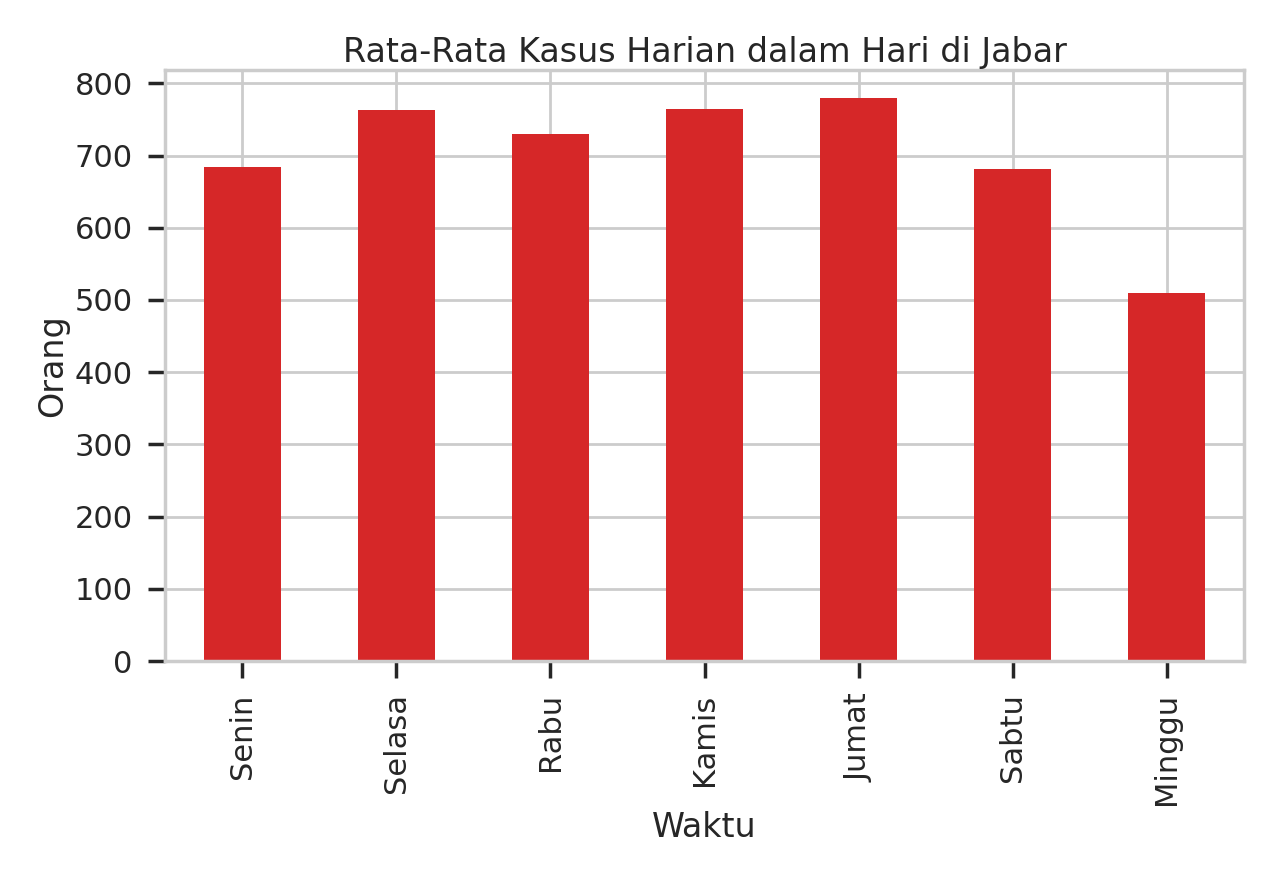 Rata-Rata Kasus Harian dalam Hari di Jabar
800
700
600
500
400
300
200
100
0
Orang
Senin
Selasa
Rabu
Kamis
Jumat
Sabtu
Minggu
Waktu